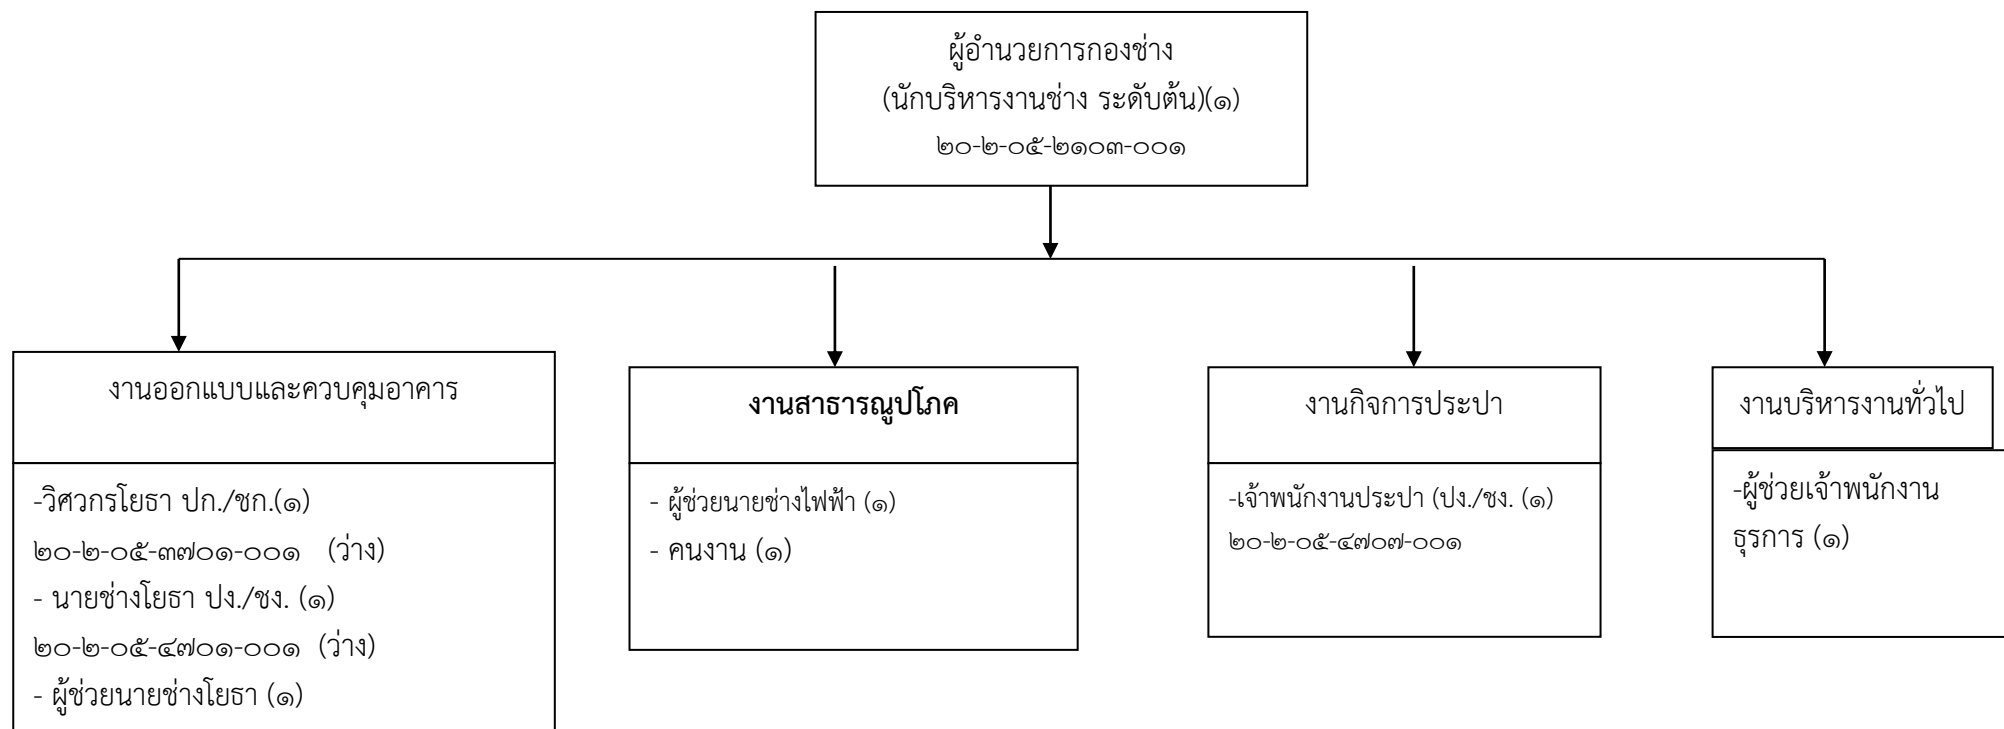 ผู้อำนวยการกองช่าง
(นักบริหารงานช่าง ระดับต้น)(๑)
๒๐-๒-๐๕-๒๑๐๓-๐๐๑
งานออกแบบและควบคุมอาคาร
-วิศวกรโยธา ปก./ชก.(๑)
๒๐-๒-๐๕-๓๗๐๑-๐๐๑ (ว่าง)
- นายช่างโยธา ปง./ชง. (๑)
๒๐-๒-๐๕-๔๗๐๑-๐๐๑ (ว่าง)
- ผู้ช่วยนายช่างโยธา (๑)
งานสาธารณูปโภค
- ผู้ช่วยนายช่างไฟฟ้า (๑)
- คนงาน (๑)
งานกิจการประปา
-เจ้าพนักงานประปา (ปง./ชง. (๑)
๒๐-๒-๐๕-๔๗๐๗-๐๐๑
งานบริหารงานทั่วไป
-ผู้ช่วยเจ้าพนักงาน
ธุรการ (๑)